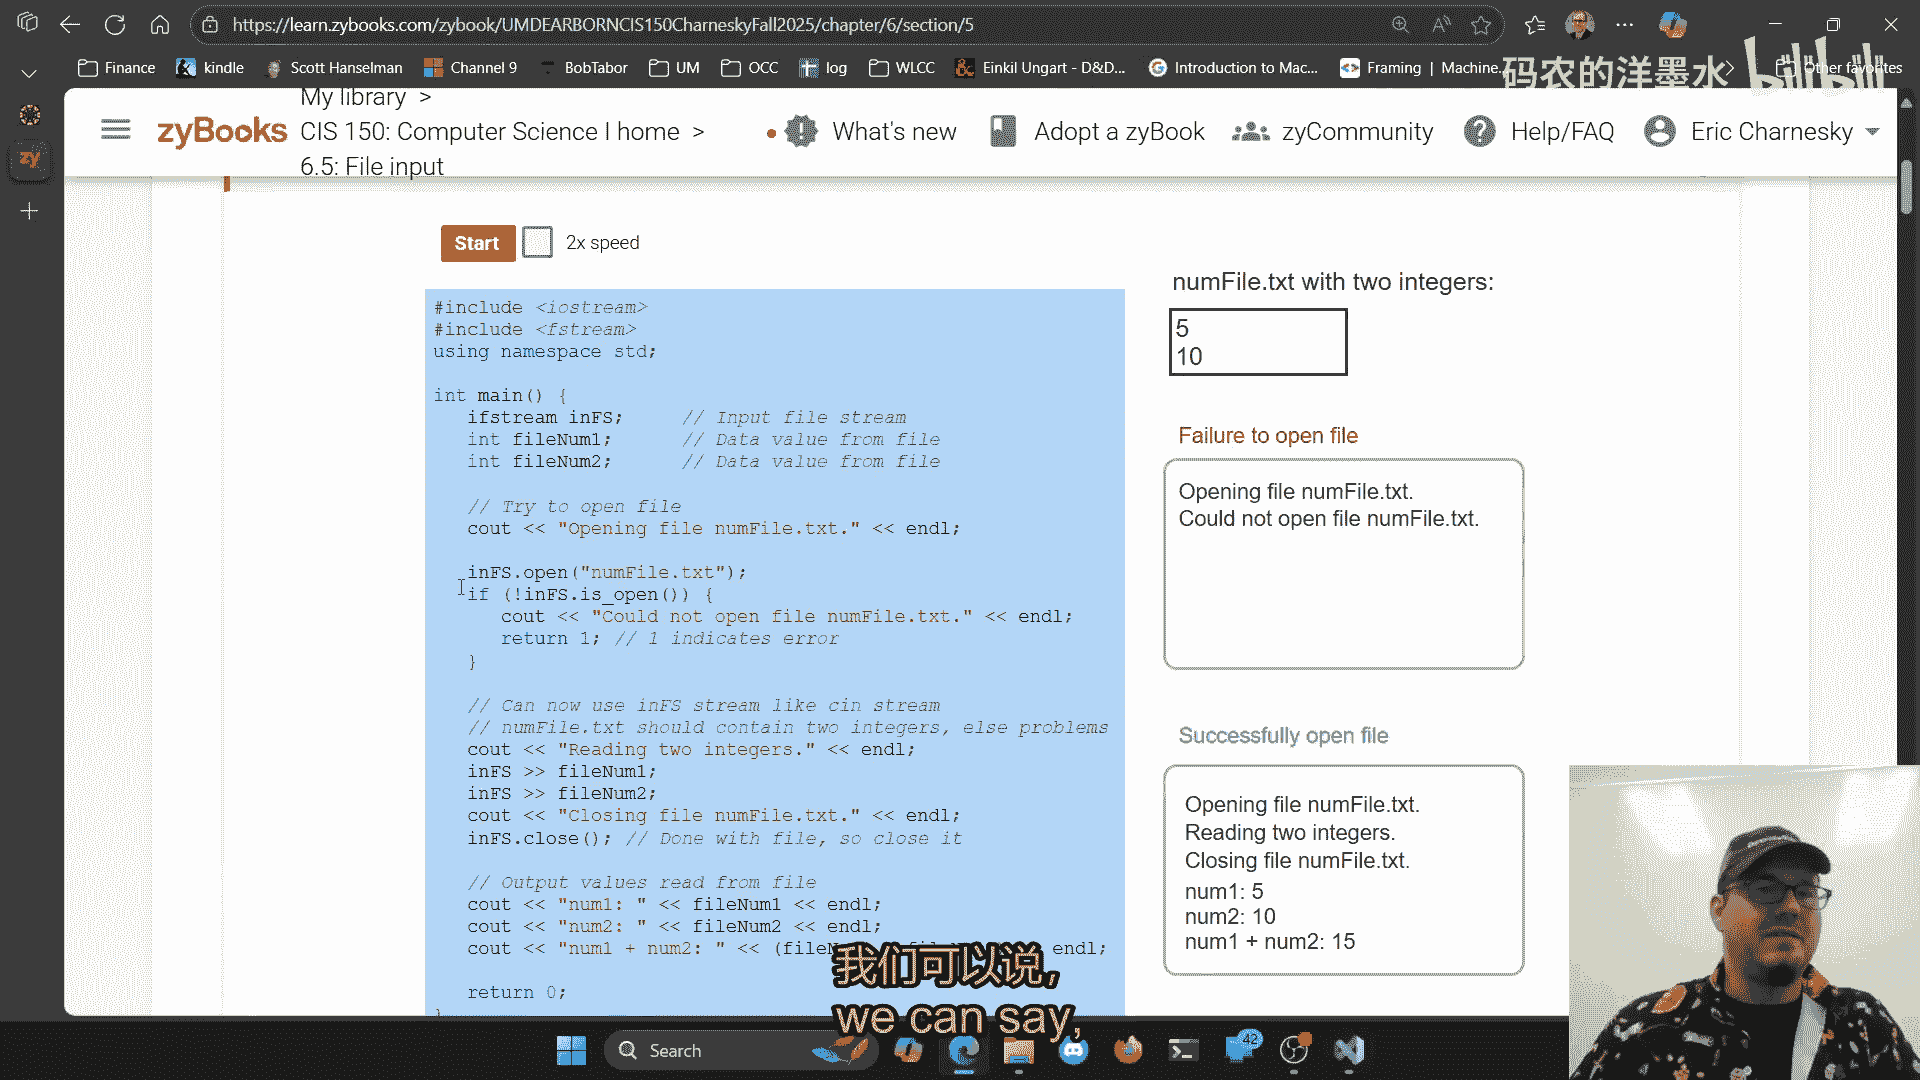 https://learn.zybooks.com/zybook/UMDEARBORNCIS150CharneskyFall2025/chapter/6/section/5
Finance
kindle
Scott Hanselman
Channel 9
BobTabor
UM
OCC
log
WLCC
Einkil Ungart - D&D...
Introduction to Mac...
Framing | Machine...
Other favorites
码农的洋墨水
bilibili
zyBooks
My library >
CIS 150: Computer Science I home >
6.5: File input
What's new
Adopt a zyBook
zyCommunity
Help/FAQ
Eric Charnesky
zy
Start
2x speed
#include <iostream>
#include <fstream>
using namespace std;
int main() {
ifstream inFS; // Input file stream
int fileNum1; // Data value from file
int fileNum2; // Data value from file
// Try to open file
cout << "Opening file numFile.txt." << endl;
inFS.open("numFile.txt");
if (!inFS.is_open()) {
cout << "Could not open file numFile.txt." << endl;
return 1; // 1 indicates error
}
// Can now use inFS stream like cin stream
// numFile.txt should contain two integers, else problems
cout << "Reading two integers." << endl;
inFS >> fileNum1;
inFS >> fileNum2;
cout << "Closing file numFile.txt." << endl;
inFS.close(); // Done with file, so close it
// Output values read from file
cout << "num1: " << fileNum1 << endl;
cout << "num2: " << fileNum2 << endl;
cout << "num1 + num2: " << endl;
return 0;
numFile.txt with two integers:
5
10
Failure to open file
Opening file numFile.txt.
Could not open file numFile.txt.
Successfully open file
Opening file numFile.txt.
Reading two integers.
Closing file numFile.txt.
num1: 5
num2: 10
num1 + num2: 15
我们可以说,
we can say,
Search
42